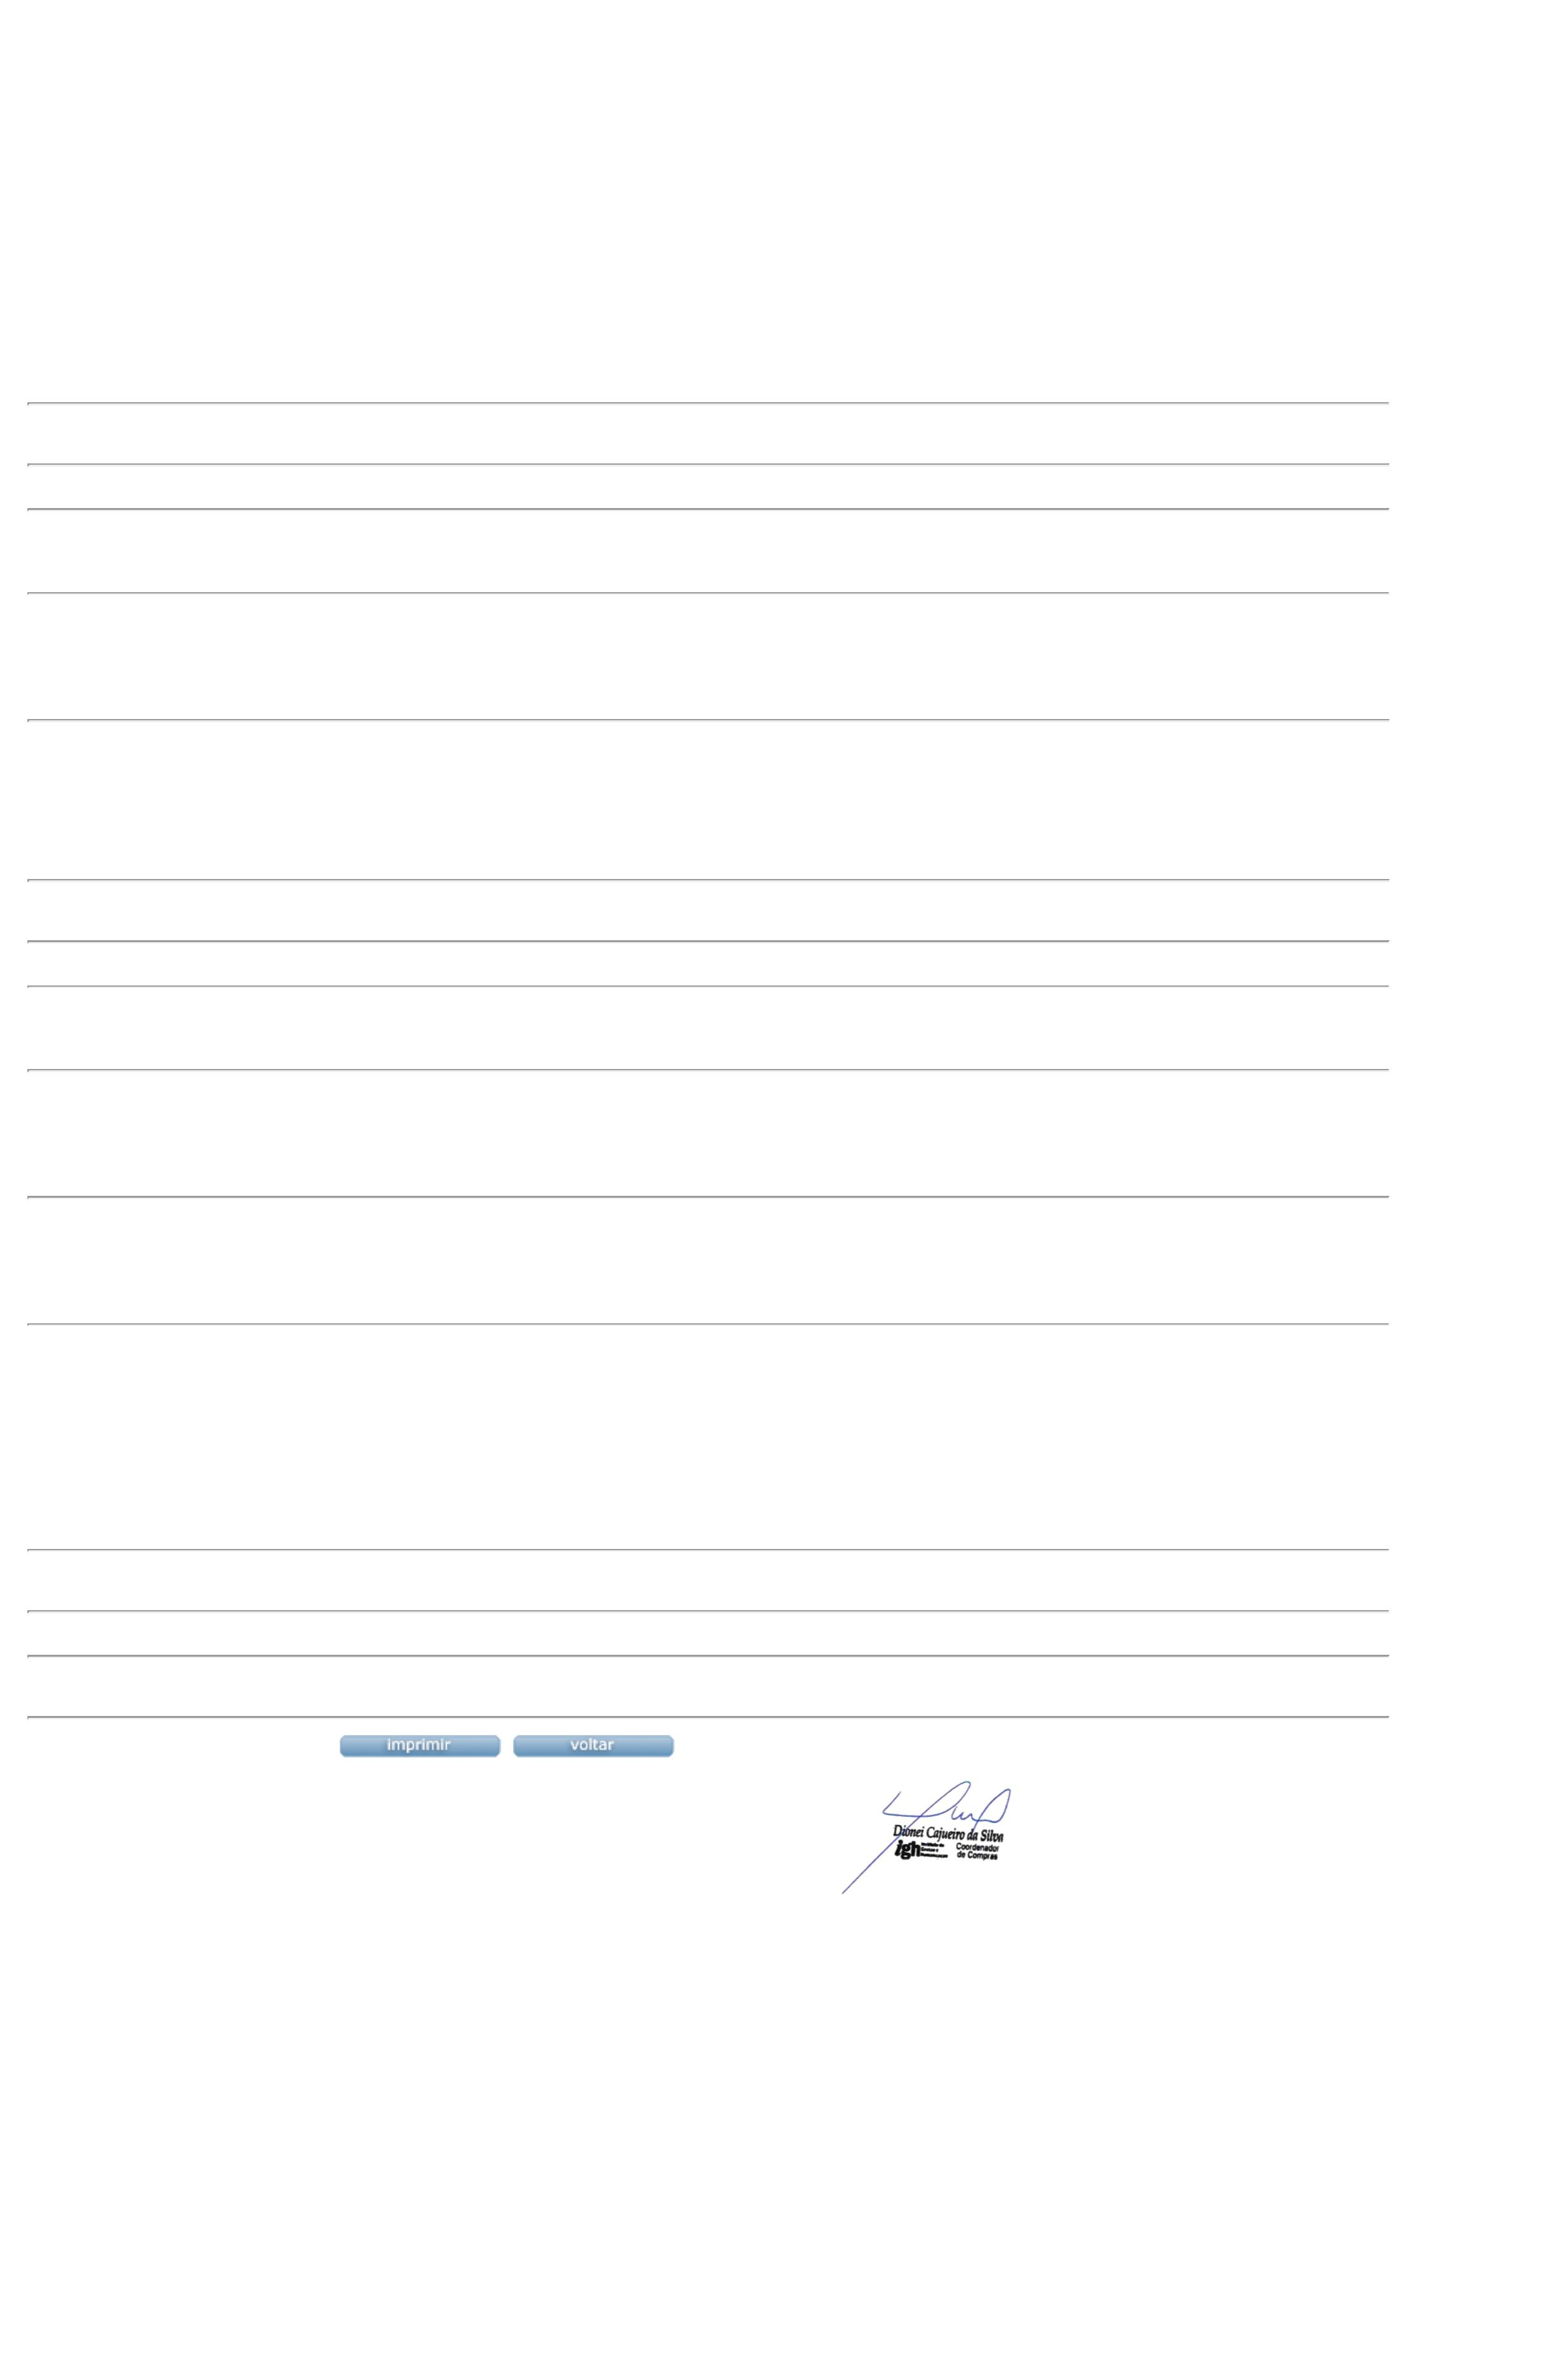 imprimir voltar
Dionei Cajueiro da Silva
igh Coordenador
de Compras